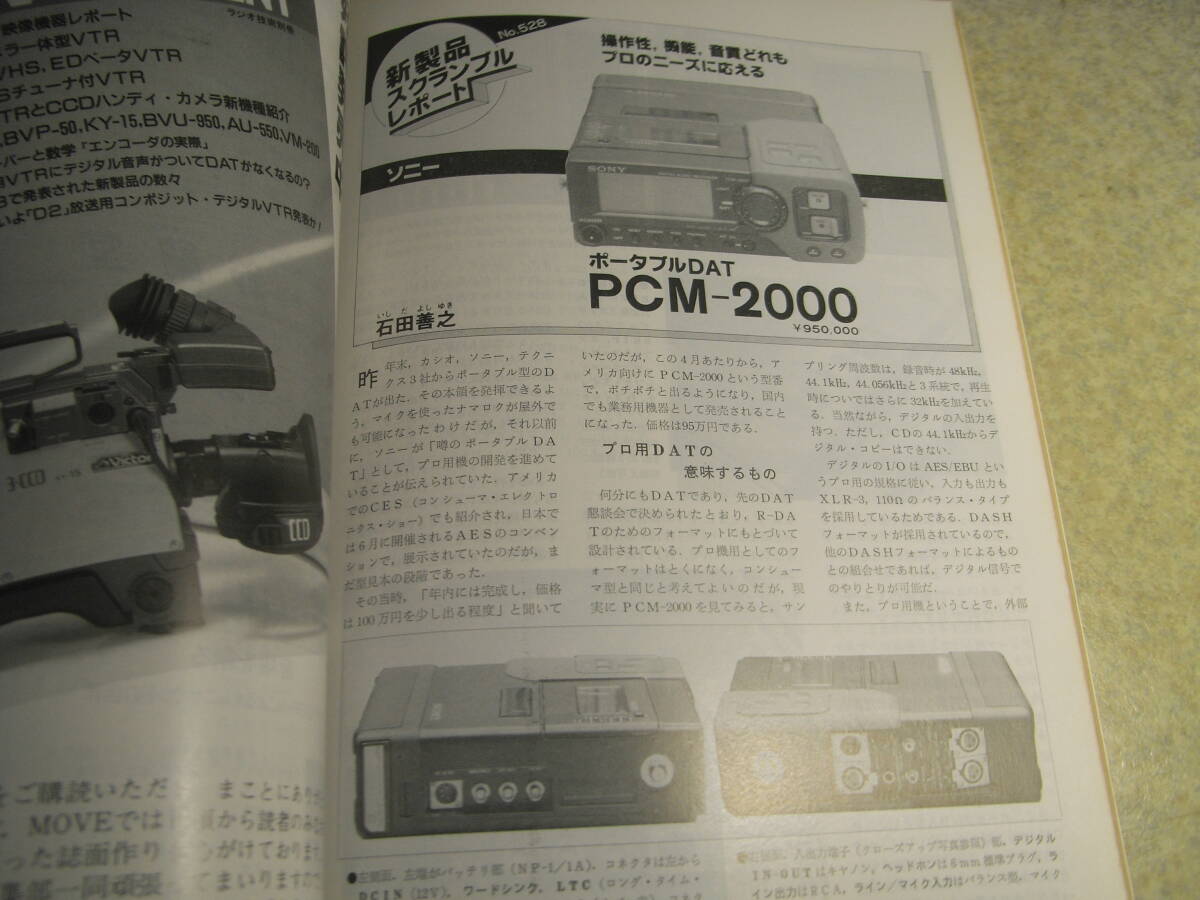 ENT
ラジオ技術別冊
映像機器レポート
ラ一体型VTR
VHS, EDベータVTR
Sチューナ付VTR
TRとCCDハンディ・カメラ新機種紹介
BVP-50,KY-15,BVU-950,AU-550,VM-200
バーと数学「エンコーダの実際」
VTRにデジタル音声がついてDATがなくなるの?
Bで発表された新製品の数々
いよ「D2」放送用コンポジット・デジタルVTR発表か!
Victor
CCD
をご購読いただ
MOVEでは
った誌面作り
部一同頑張
まことにあり
から読者のみな
がけております
てまいりますので
No.528
新製品
スクランブル
レポート
操作性,機能,音質どれも
プロのニーズに応える
ソニー
SONY
ポータブルDAT
PCM-2000
¥950,000
いしだよしゆき
石田善之
昨年末,カシオ,ソニー,テクニ
クス3社からポータブル型のD
ATが出た.その本領を発揮できるよ
う,マイクを使ったナマロクが屋外で
も可能になったわけだが,それ以前
に,ソニーが「噂のポータブルDA
T」として,プロ用機の開発を進めて
いることが伝えられていた.アメリカ
でのCES(コンシューマ・エレクトロ
ニクス・ショー)でも紹介され,日本で
は6月に開催されるAESのコンベン
ションで,展示されていたのだが,ま
だ型見本の段階であった.
その当時,「年内には完成し,価格
は100万円を少し出る程度」と聞いて
いたのだが,この4月あたりから,ア
メリカ向けにPCM-2000という型番
で,ボチボチと出るようになり,国内
でも業務用機器として発売されること
になった.価格は95万円である.
プロ用DATの
意味するもの
何分にもDATであり,先のDAT
懇談会で決められたとおり,R-DA
Tのためのフォーマットにもとづいて
設計されている.プロ機用としてのフ
ォーマットはとくになく,コンシュー
マ型と同じと考えてよいのだが,現
実にPCM-2000を見てみると,サン
プリング周波数は,録音時が48kHz,
44.1kHz, 44.056kHzと3系統で,再生
時についてはさらに32kHzを加えてい
る.当然ながら,デジタルの入出力を
持つ.ただし,CDの44.1kHzからデ
ジタル・コピーはできない.
デジタルのI/OはAES/EBUとい
うプロ用の規格に従い,入力も出力も
XLR-3, 110Ωのバランス・タイプ
を採用しているためである.DASH
フォーマットが採用されているので,
他のDASHフォーマットによるもの
との組合せであれば,デジタル信号で
のやりとりが可能だ.
また,プロ用機ということで,外部
●左側面.左端がバッテリ部(NP-1/1A).コネクタは左から
DCIN(12V),ワードシンク,LTC(ロング・タイム・
●右側面.入出力端子(クローズアップ写真参照)部.デジタル
IN-OUTはキャノン,ヘッドホンは6mm標準プラグ,ラ
イン出力はRCA,ライン/マイク入力はバランス型,マイク